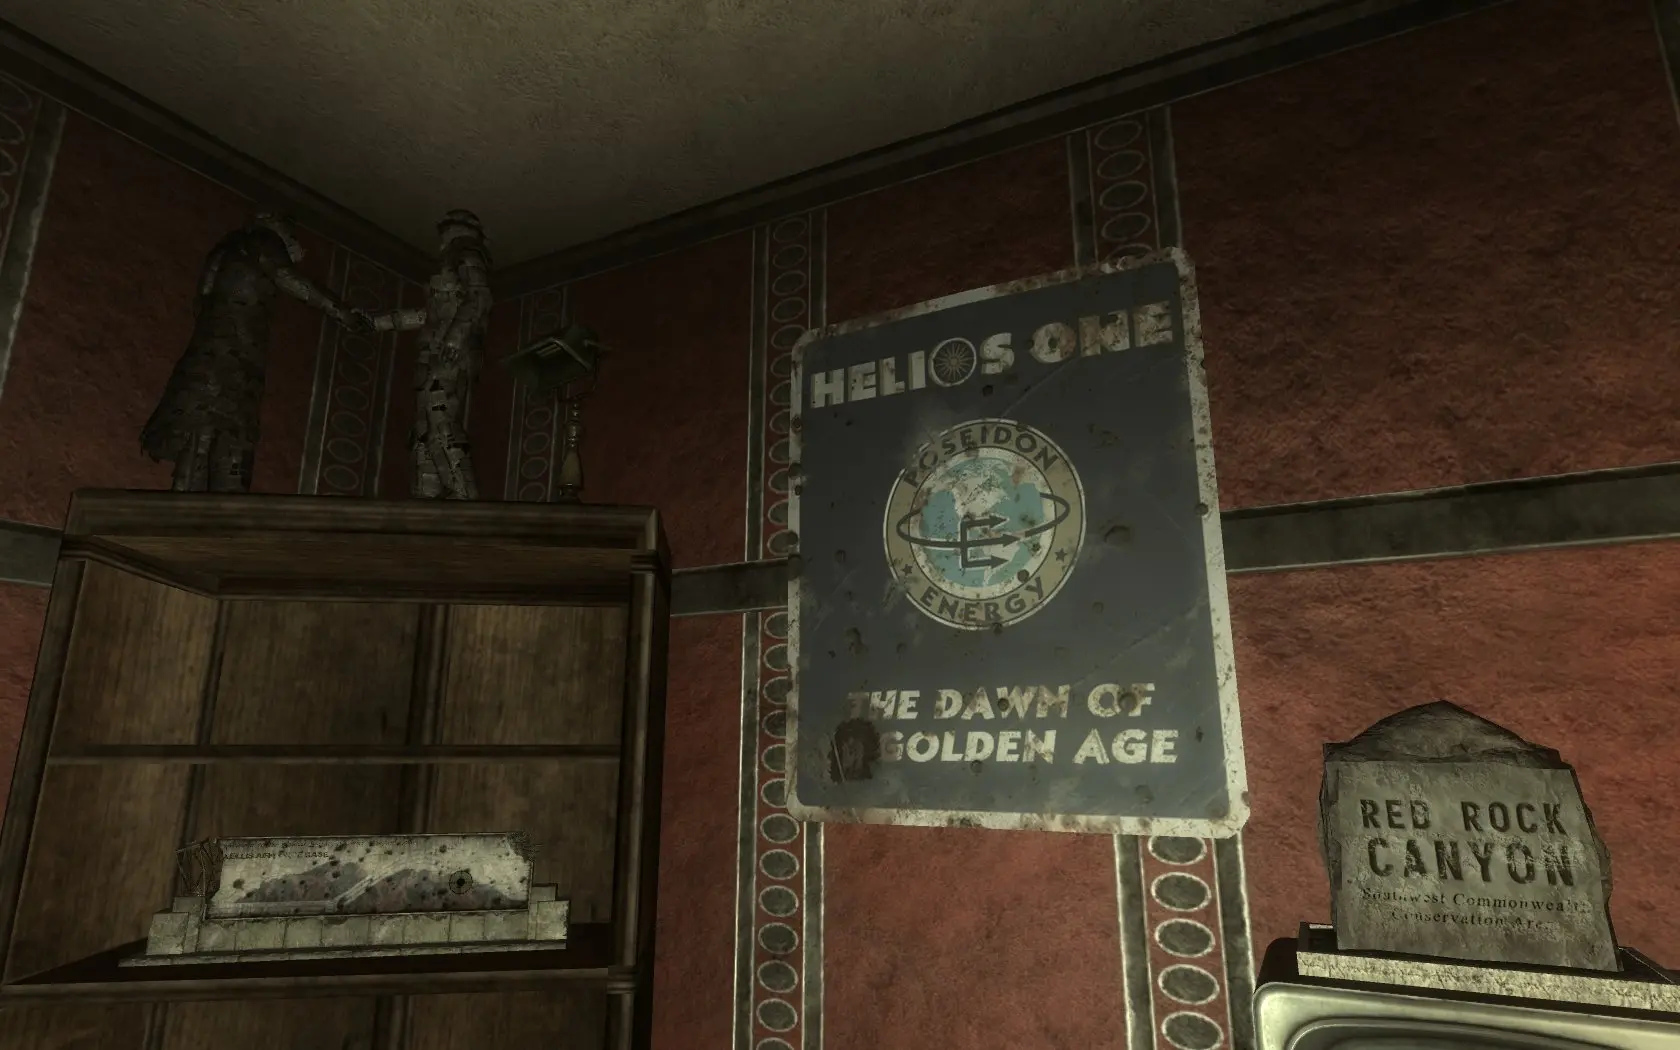 HELIOS ONE
POSEIDON
ENERGY
THE DAWN OF
GOLDEN AGE
RED ROCK
CANYON
Southwest Commonwealth
Conservation Area